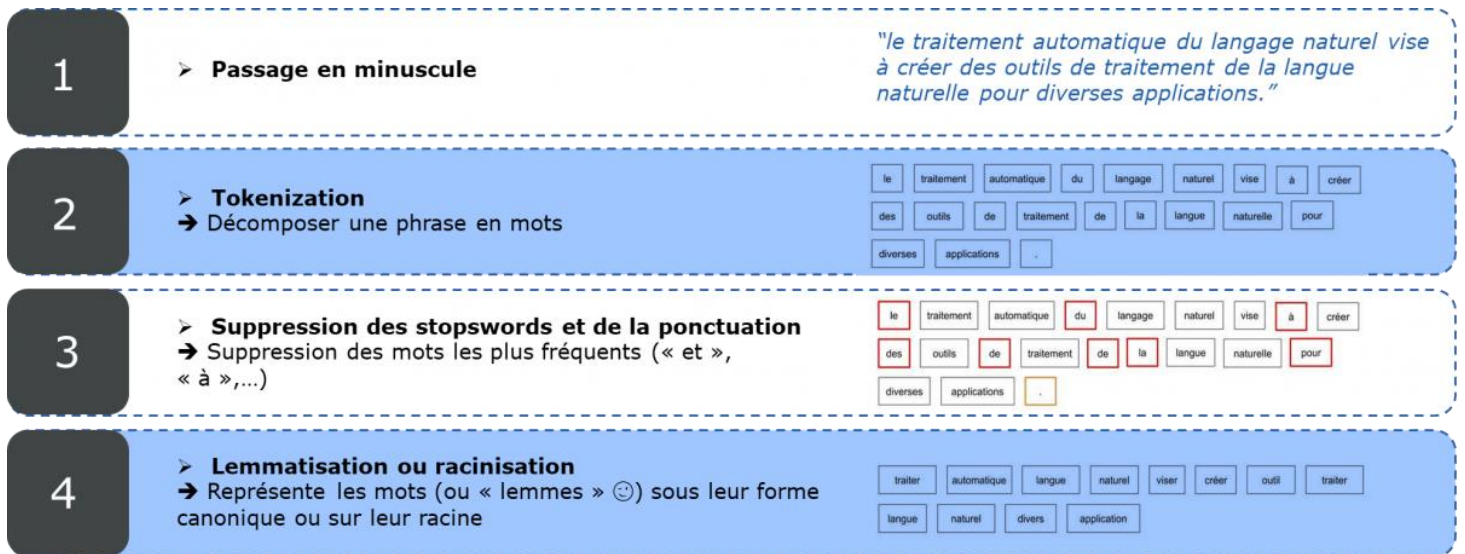 1
➢ Passage en minuscule
"le traitement automatique du langage naturel vise
à créer des outils de traitement de la langue
naturelle pour diverses applications."
2
➢ Tokenization
➔ Décomposer une phrase en mots
le traitement automatique du langage naturel vise à créer
des outils de traitement de la langue naturelle pour
diverses applications .
3
➢ Suppression des stopswords et de la ponctuation
➔ Suppression des mots les plus fréquents (« et »,
« à »,…)
le traitement automatique du langage naturel vise à créer
des outils de traitement de la langue naturelle pour
diverses applications .
4
➢ Lemmatisation ou racinisation
➔ Représente les mots (ou « lemmes » ☺) sous leur forme
canonique ou sur leur racine
traiter automatique langue naturel viser créer outil traiter
langue naturel divers application